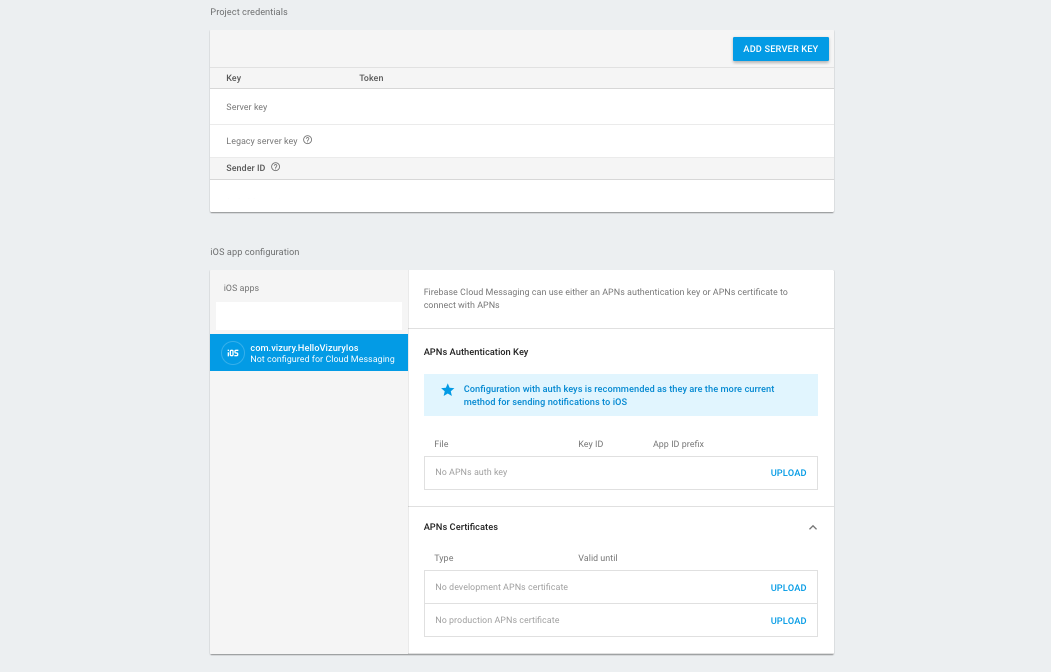 Project credentials
ADD SERVER KEY
Key Token
Server key
Legacy server key
Sender ID
iOS app configuration
iOS apps
iOS
com.vizury.HelloVizuryIos
Not configured for Cloud Messaging
Firebase Cloud Messaging can use either an APNs authentication key or APNs certificate to
connect with APNs
APNs Authentication Key
Configuration with auth keys is recommended as they are the more current
method for sending notifications to iOS
File Key ID App ID prefix
No APNs auth key UPLOAD
APNs Certificates
Type Valid until
No development APNs certificate UPLOAD
No production APNs certificate UPLOAD